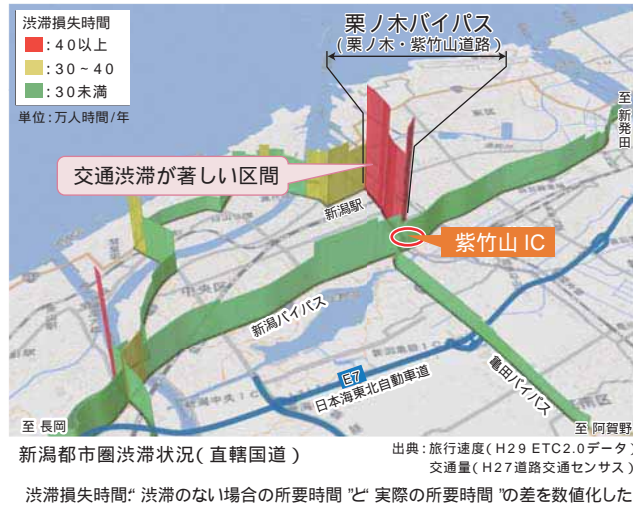 渋滞損失時間
:40以上
:30~40
:30未満
単位:万人時間/年
栗ノ木バイパス
(栗ノ木・紫竹山道路)
至 新発田
交通渋滞が著しい区間
新潟駅
紫竹山 IC
中央区
新潟バイパス
E7
日本海東北自動車道
亀田バイパス
至 長岡
至 阿賀野
新潟都市圏渋滞状況(直轄国道)
出典:旅行速度(H29 ETC2.0データ)
交通量(H27道路交通センサス)
渋滞損失時間:“渋滞のない場合の所要時間”と“実際の所要時間”の差を数値化した